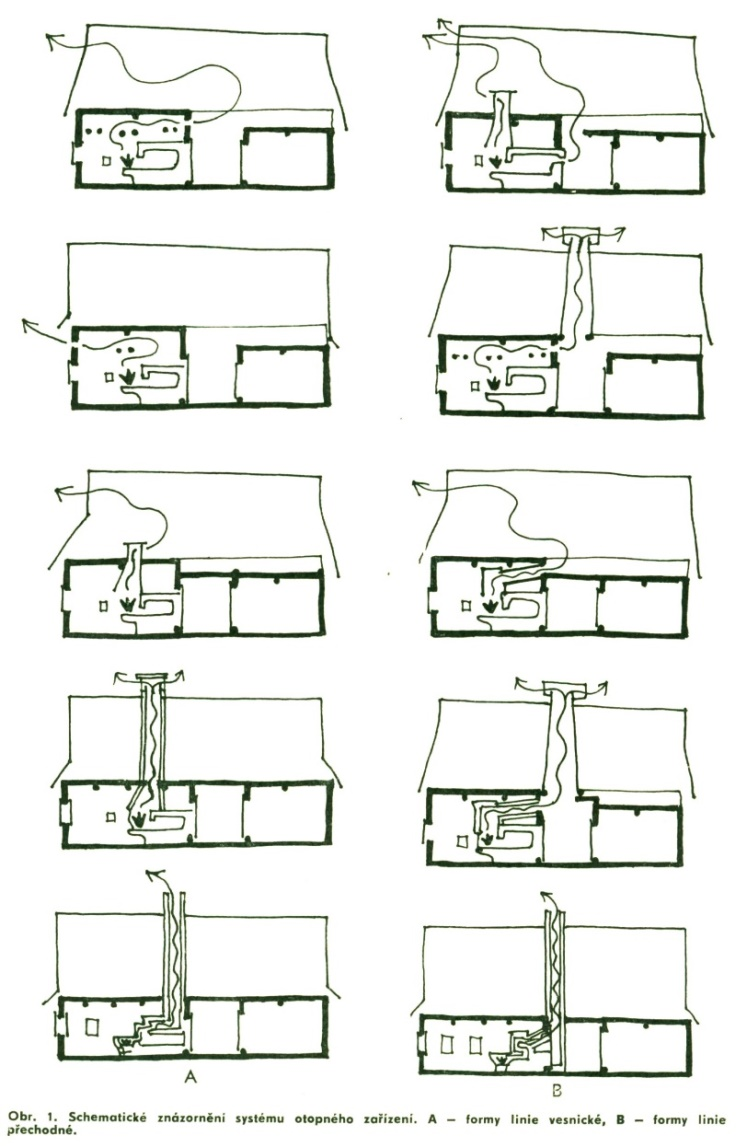 A
B
Obr. 1. Schematické znázornění systému otopného zařízení. A — formy linie vesnické, B — formy linie
přechodné.